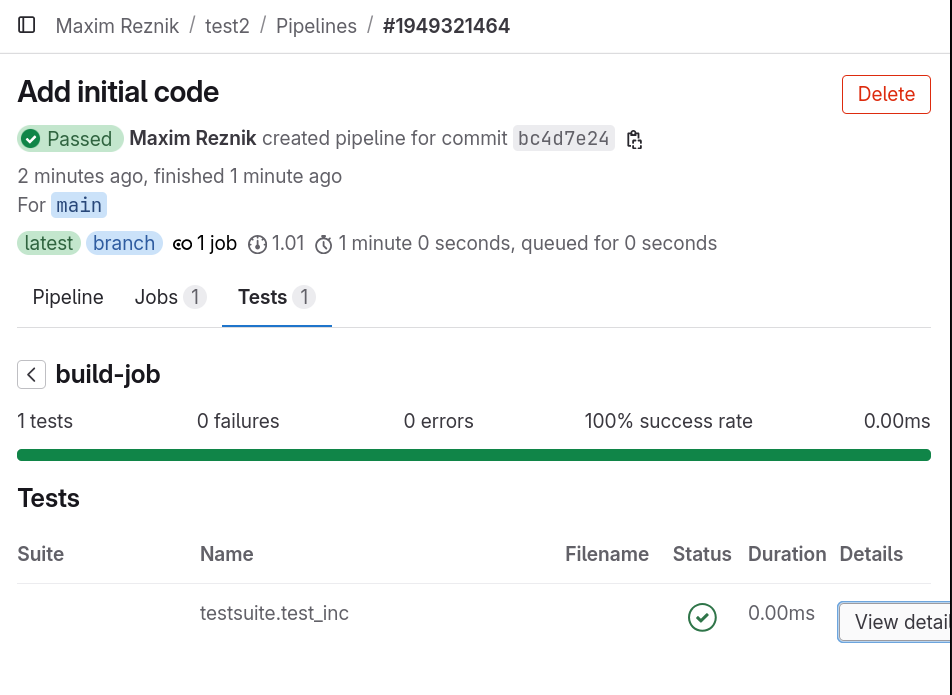 Maxim Reznik / test2 / Pipelines / #1949321464
Add initial code
Delete
Passed Maxim Reznik created pipeline for commit bc4d7e24
2 minutes ago, finished 1 minute ago
For main
latest branch 1 job 1.01 1 minute 0 seconds, queued for 0 seconds
Pipeline Jobs 1 Tests 1
build-job
1 tests 0 failures 0 errors 100% success rate 0.00ms
Tests
Suite Name Filename Status Duration Details
testsuite.test_inc 0.00ms View detail